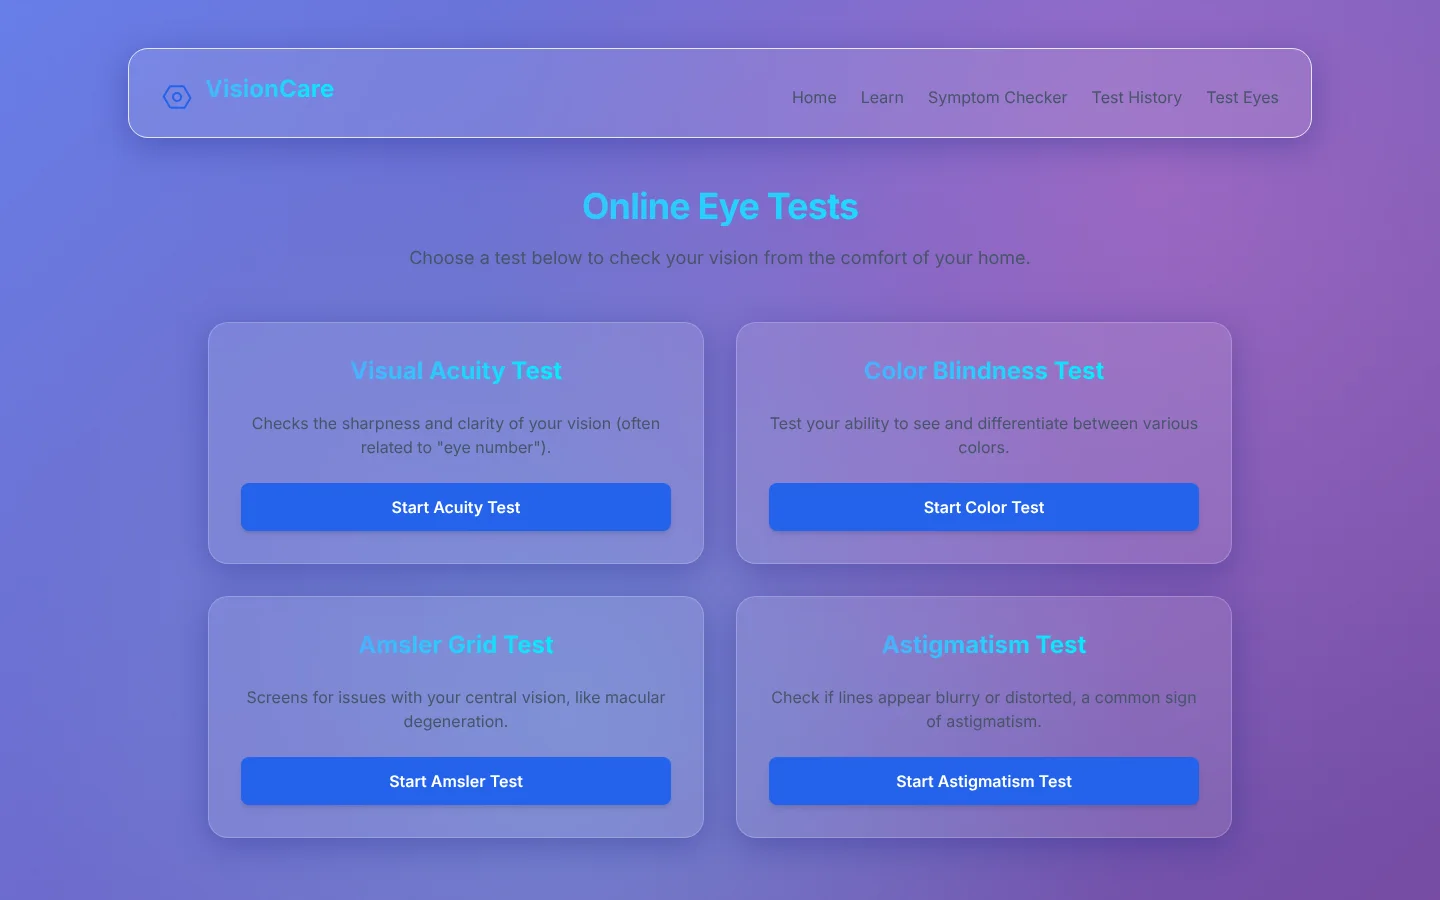 VisionCare
Home
Learn
Symptom Checker
Test History
Test Eyes
Online Eye Tests
Choose a test below to check your vision from the comfort of your home.
Visual Acuity Test
Checks the sharpness and clarity of your vision (often
related to "eye number").
Start Acuity Test
Color Blindness Test
Test your ability to see and differentiate between various
colors.
Start Color Test
Amsler Grid Test
Screens for issues with your central vision, like macular
degeneration.
Start Amsler Test
Astigmatism Test
Check if lines appear blurry or distorted, a common sign
of astigmatism.
Start Astigmatism Test